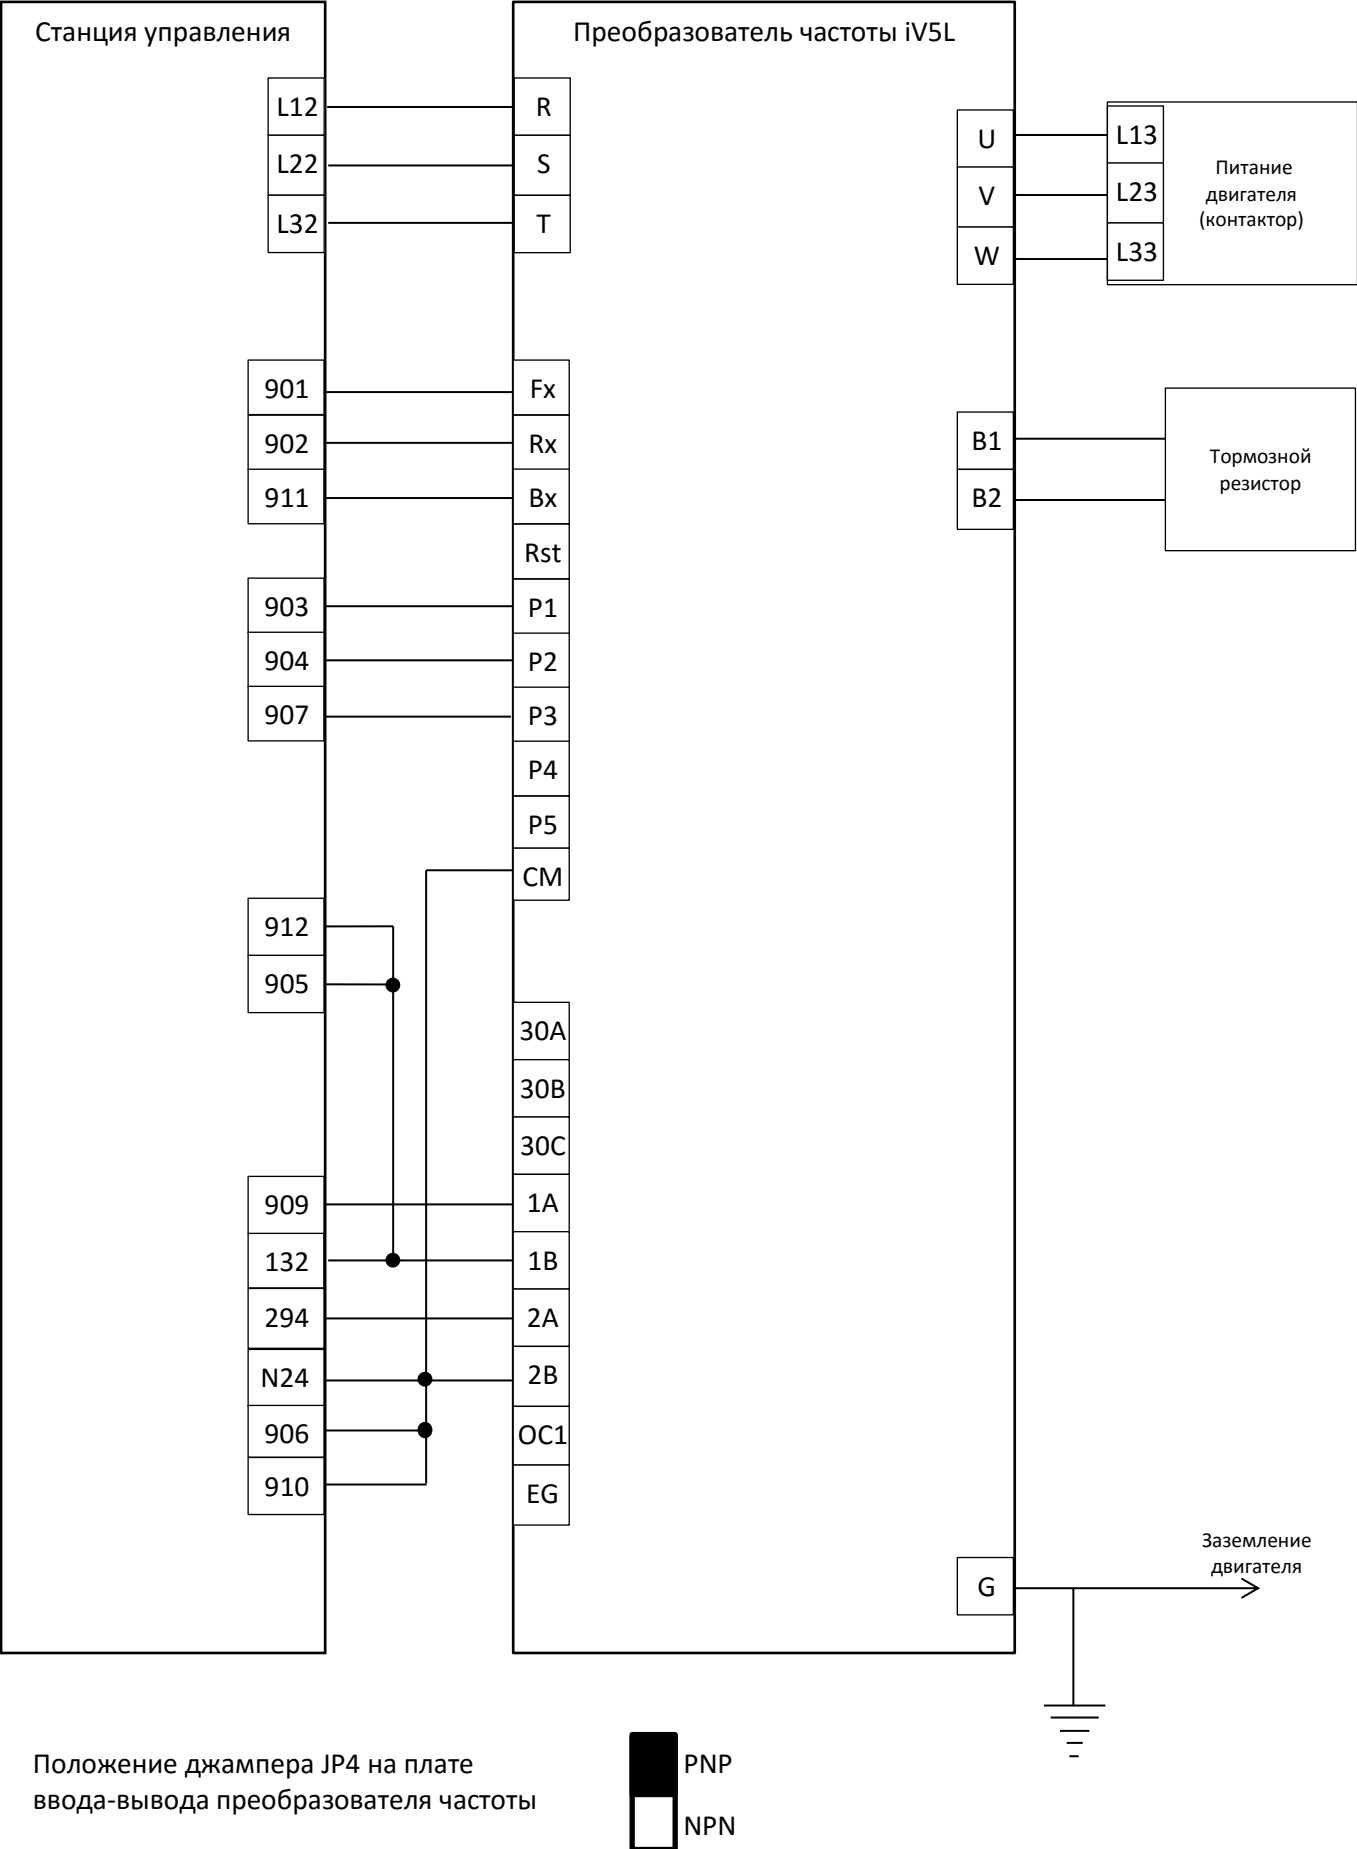 Станция управления
Преобразователь частоты iV5L
L12
R
L22
S
L32
T
U
L13
V
L23
W
L33
Питание
двигателя
(контактор)
901
Fx
902
Rx
911
Bx
Rst
903
P1
904
P2
907
P3
P4
P5
CM
B1
B2
Тормозной
резистор
912
905
30A
30B
30C
909
1A
132
1B
294
2A
N24
2B
906
OC1
910
EG
G
Заземление
двигателя
Положение джампера JP4 на плате
ввода-вывода преобразователя частоты
PNP
NPN